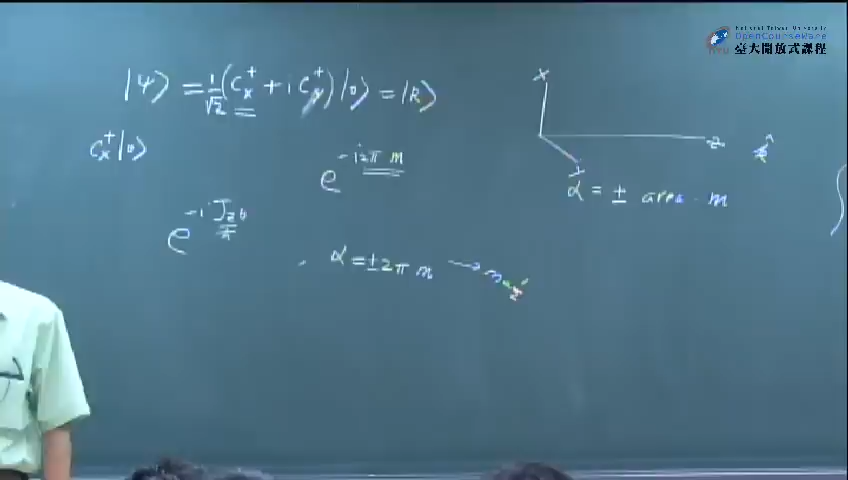 National Taiwan University
OpenCourseWare
臺大開放式課程
|Ψ⟩ = 1/√2 (C_x^+ + i C_y^+)|0⟩ = |R⟩
C_x^+|0⟩
e^{-i2π m}
e^{-i J_z θ/ħ}
α = ±2π m →
x
z
y
α = ± area · m